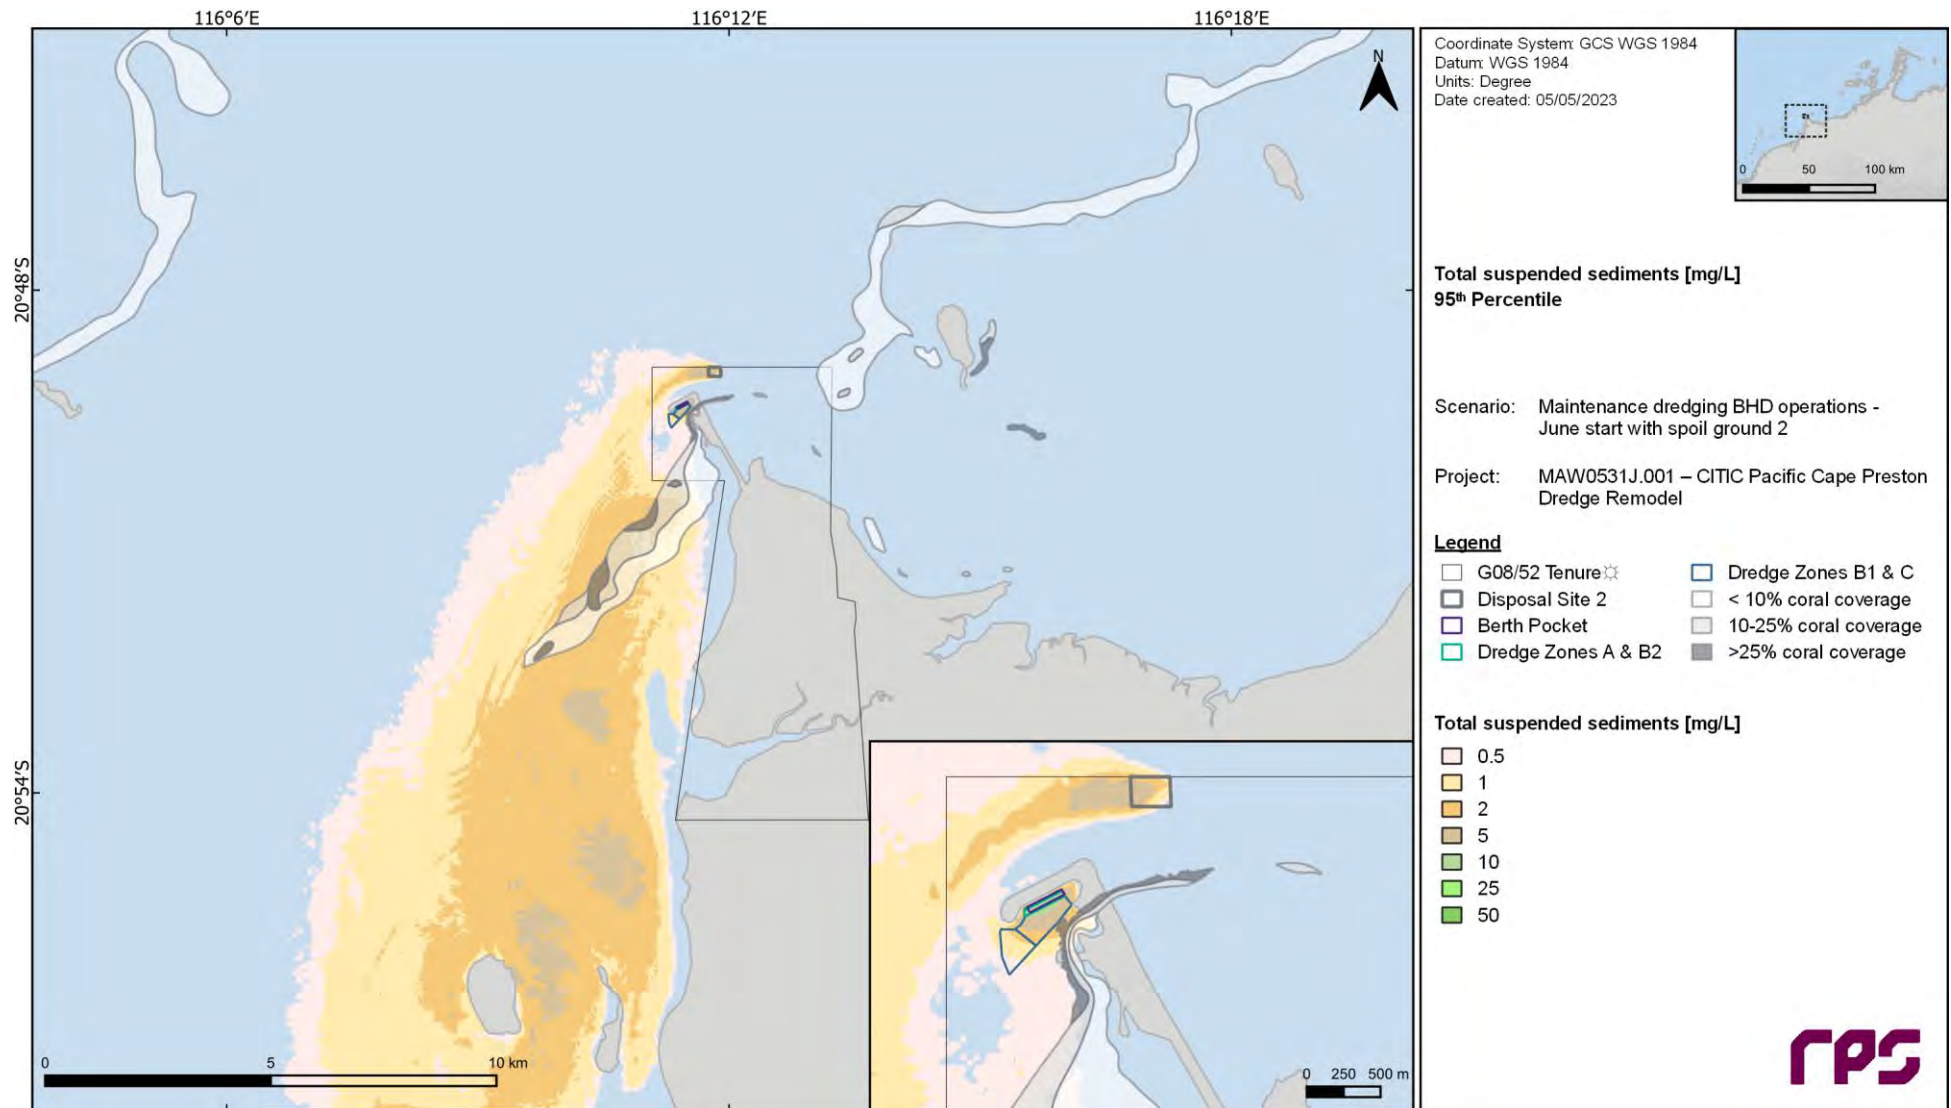 116°6'E 116°12'E 116°18'E
20°48'S
20°54'S
N
0 5 10 km
0 250 500 m
Coordinate System: GCS WGS 1984
Datum: WGS 1984
Units: Degree
Date created: 05/05/2023
0 50 100 km
Total suspended sediments [mg/L]
95th Percentile
Scenario: Maintenance dredging BHD operations -
June start with spoil ground 2
Project: MAW0531J.001 – CITIC Pacific Cape Preston
Dredge Remodel
Legend
G08/52 Tenure☼
Disposal Site 2
Berth Pocket
Dredge Zones A & B2
Dredge Zones B1 & C
< 10% coral coverage
10-25% coral coverage
>25% coral coverage
Total suspended sediments [mg/L]
0.5
1
2
5
10
25
50
rps